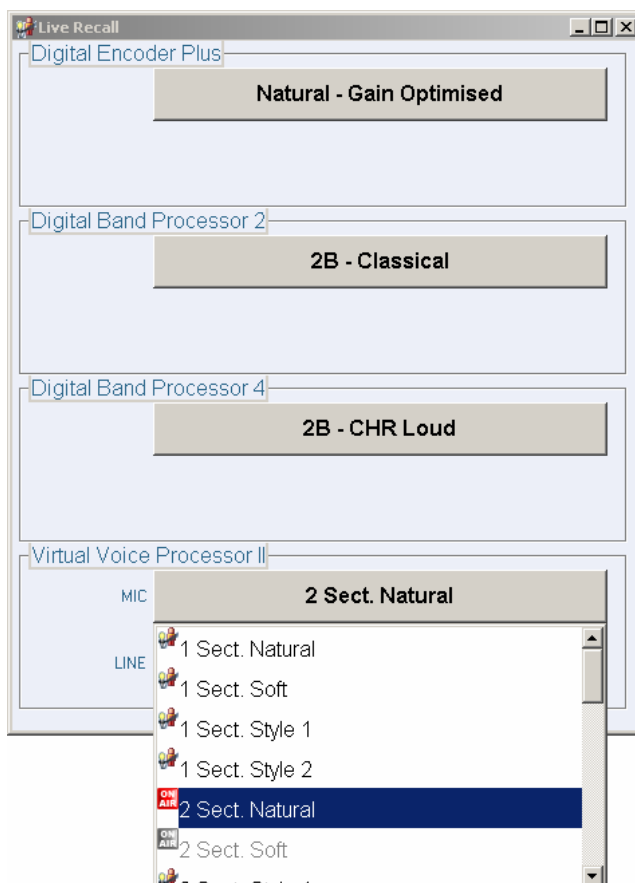 Live Recall
Digital Encoder Plus
Natural - Gain Optimised
Digital Band Processor 2
2B - Classical
Digital Band Processor 4
2B - CHR Loud
Virtual Voice Processor II
MIC
2 Sect. Natural
LINE
1 Sect. Natural
1 Sect. Soft
1 Sect. Style 1
1 Sect. Style 2
ON AIR
2 Sect. Natural
ON AIR
2 Sect. Soft